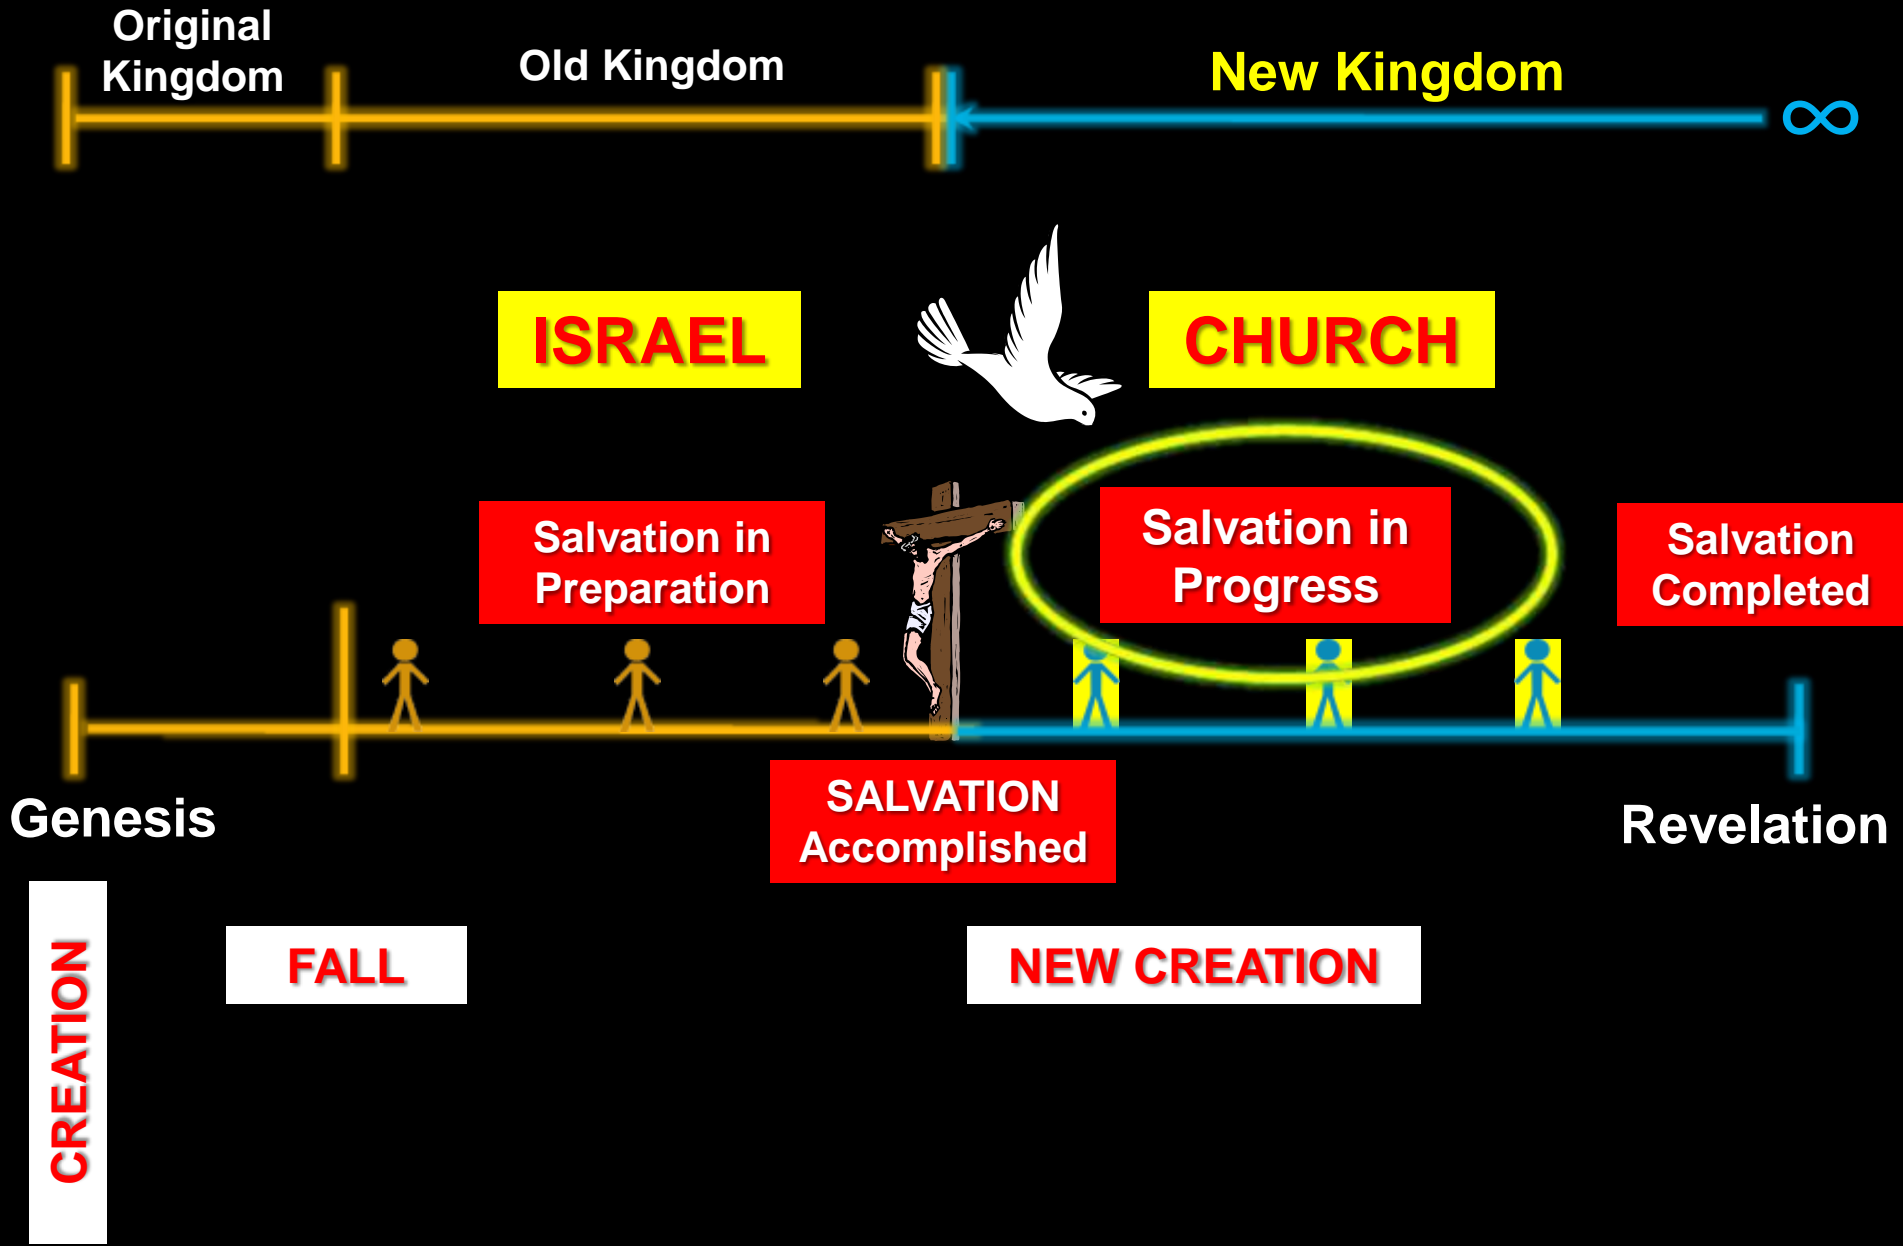 Original
Kingdom
Old Kingdom
New Kingdom
∞
ISRAEL
CHURCH
Salvation in
Preparation
Salvation in
Progress
Salvation
Completed
SALVATION
Accomplished
Genesis
Revelation
CREATION
FALL
NEW CREATION